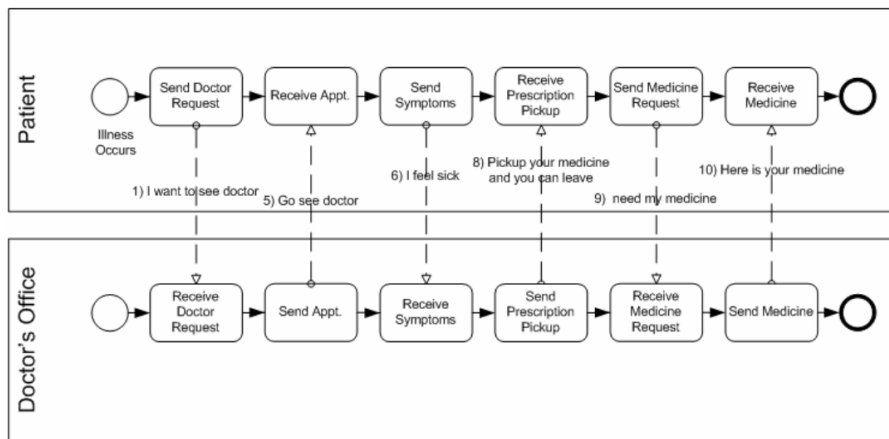 Patient
Send Doctor
Request
Receive Appt.
Send
Symptoms
Receive
Prescription
Pickup
Send Medicine
Request
Receive
Medicine
Illness
Occurs
1) I want to see doctor
5) Go see doctor
6) I feel sick
8) Pickup your medicine
and you can leave
9) need my medicine
10) Here is your medicine
Doctor's Office
Receive
Doctor
Request
Send Appt.
Receive
Symptoms
Send
Prescription
Pickup
Receive
Medicine
Request
Send Medicine